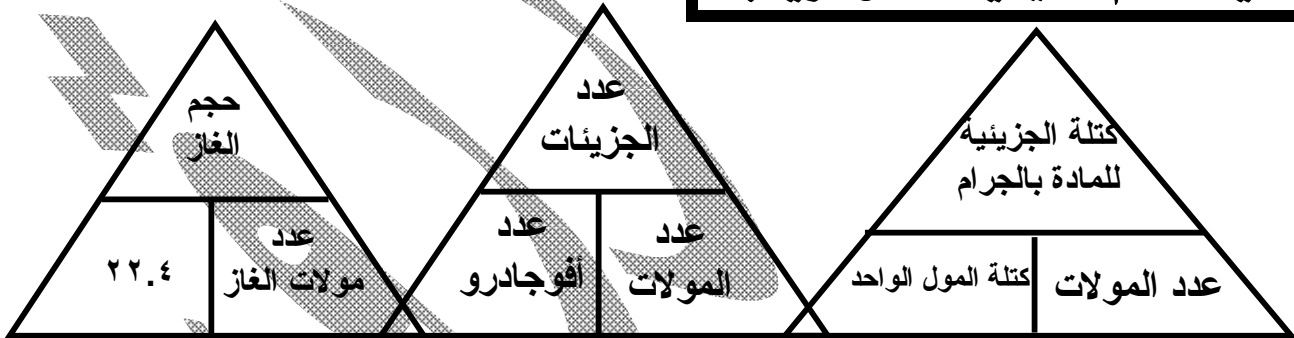 كتلة الجزيئية
للمادة بالجرام
عدد المولات
كتلة المول الواحد
عدد
الجزيئات
عدد
المولات
عدد
أفوجادرو
حجم
الغاز
عدد
مولات الغاز
٢٢.٤